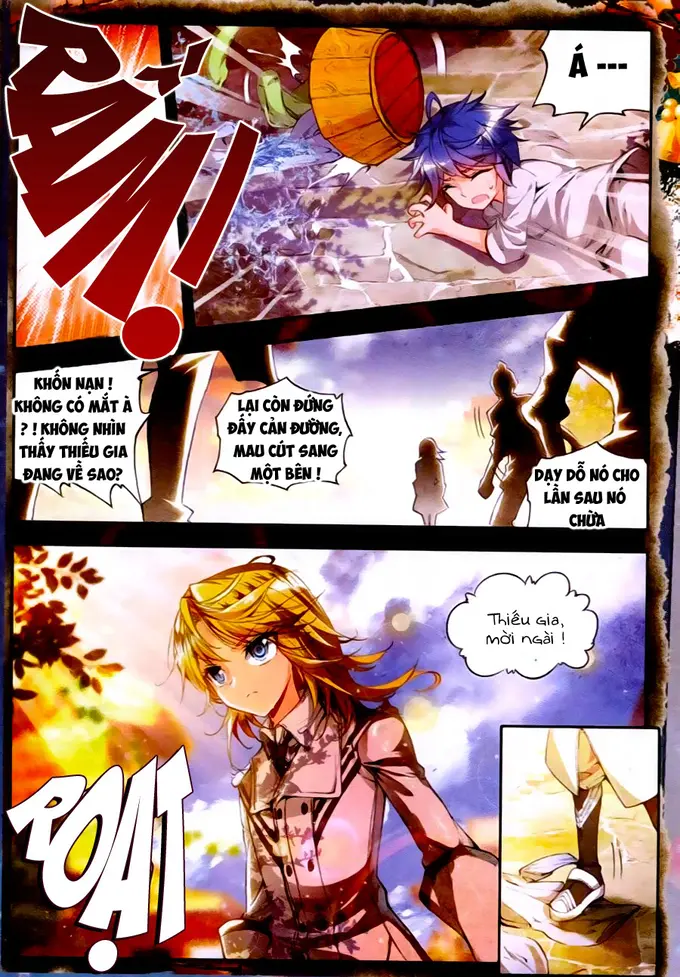 RẦM!
Á ---
KHỐN NẠN !
KHÔNG CÓ MẮT À
? ! KHÔNG NHÌN
THẤY THIẾU GIA
ĐANG VỀ SAO?
LẠI CÒN ĐỨNG
ĐẤY CẢN ĐƯỜNG,
MAU CÚT SANG
MỘT BÊN !
DẠY DỖ NÓ CHO
LẦN SAU NÓ
CHỪA
Thiếu Gia,
mời ngài !
ROẠT